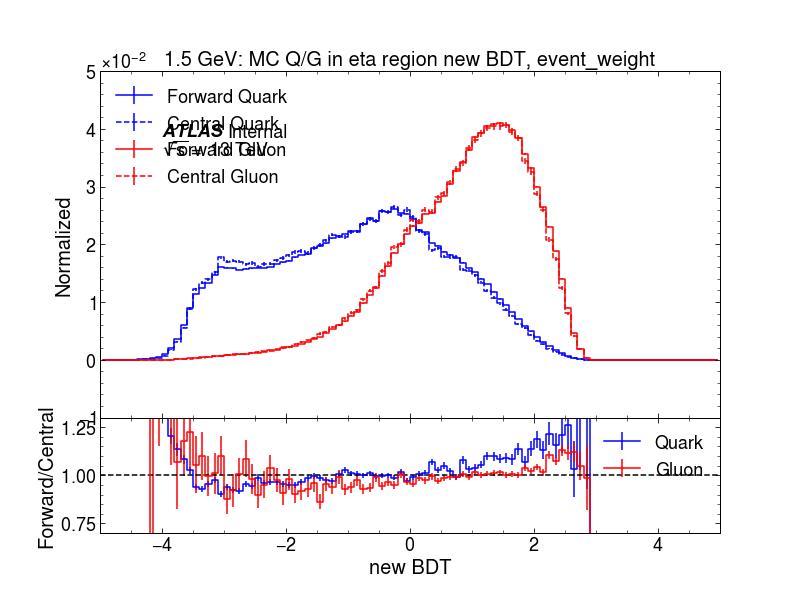 ×10⁻² 1.5 GeV: MC Q/G in eta region new BDT, event_weight
5
Forward Quark
Central Quark
ATLAS Internal
4
√s = 13 TeV
Forward Gluon
Central Gluon
3
Normalized
2
1
0
−1
Forward/Central
1.25
1.00
0.75
Quark
Gluon
−4 −2 0 2 4
new BDT